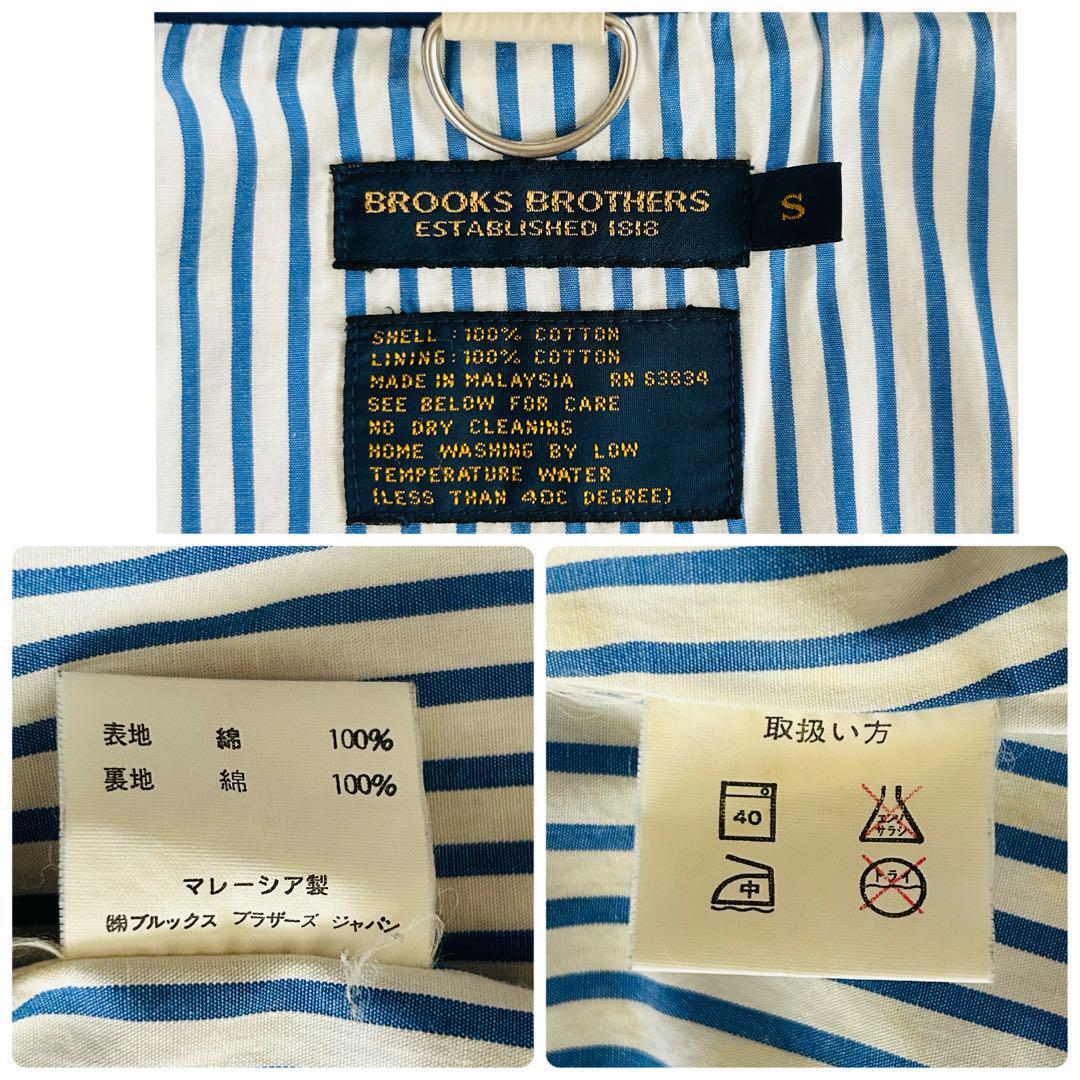 BROOKS BROTHERS
ESTABLISHED 1818
S
SHELL : 100% COTTON
LINING : 100% COTTON
MADE IN MALAYSIA RN 63834
SEE BELOW FOR CARE
NO DRY CLEANING
HOME WASHING BY LOW
TEMPERATURE WATER
(LESS THAN 40C DEGREE)
表地 綿 100%
裏地 綿 100%
マレーシア製
㈱ブルックス ブラザーズ ジャパン
取扱い方
40
エンソ
サラシ
中
ドライ